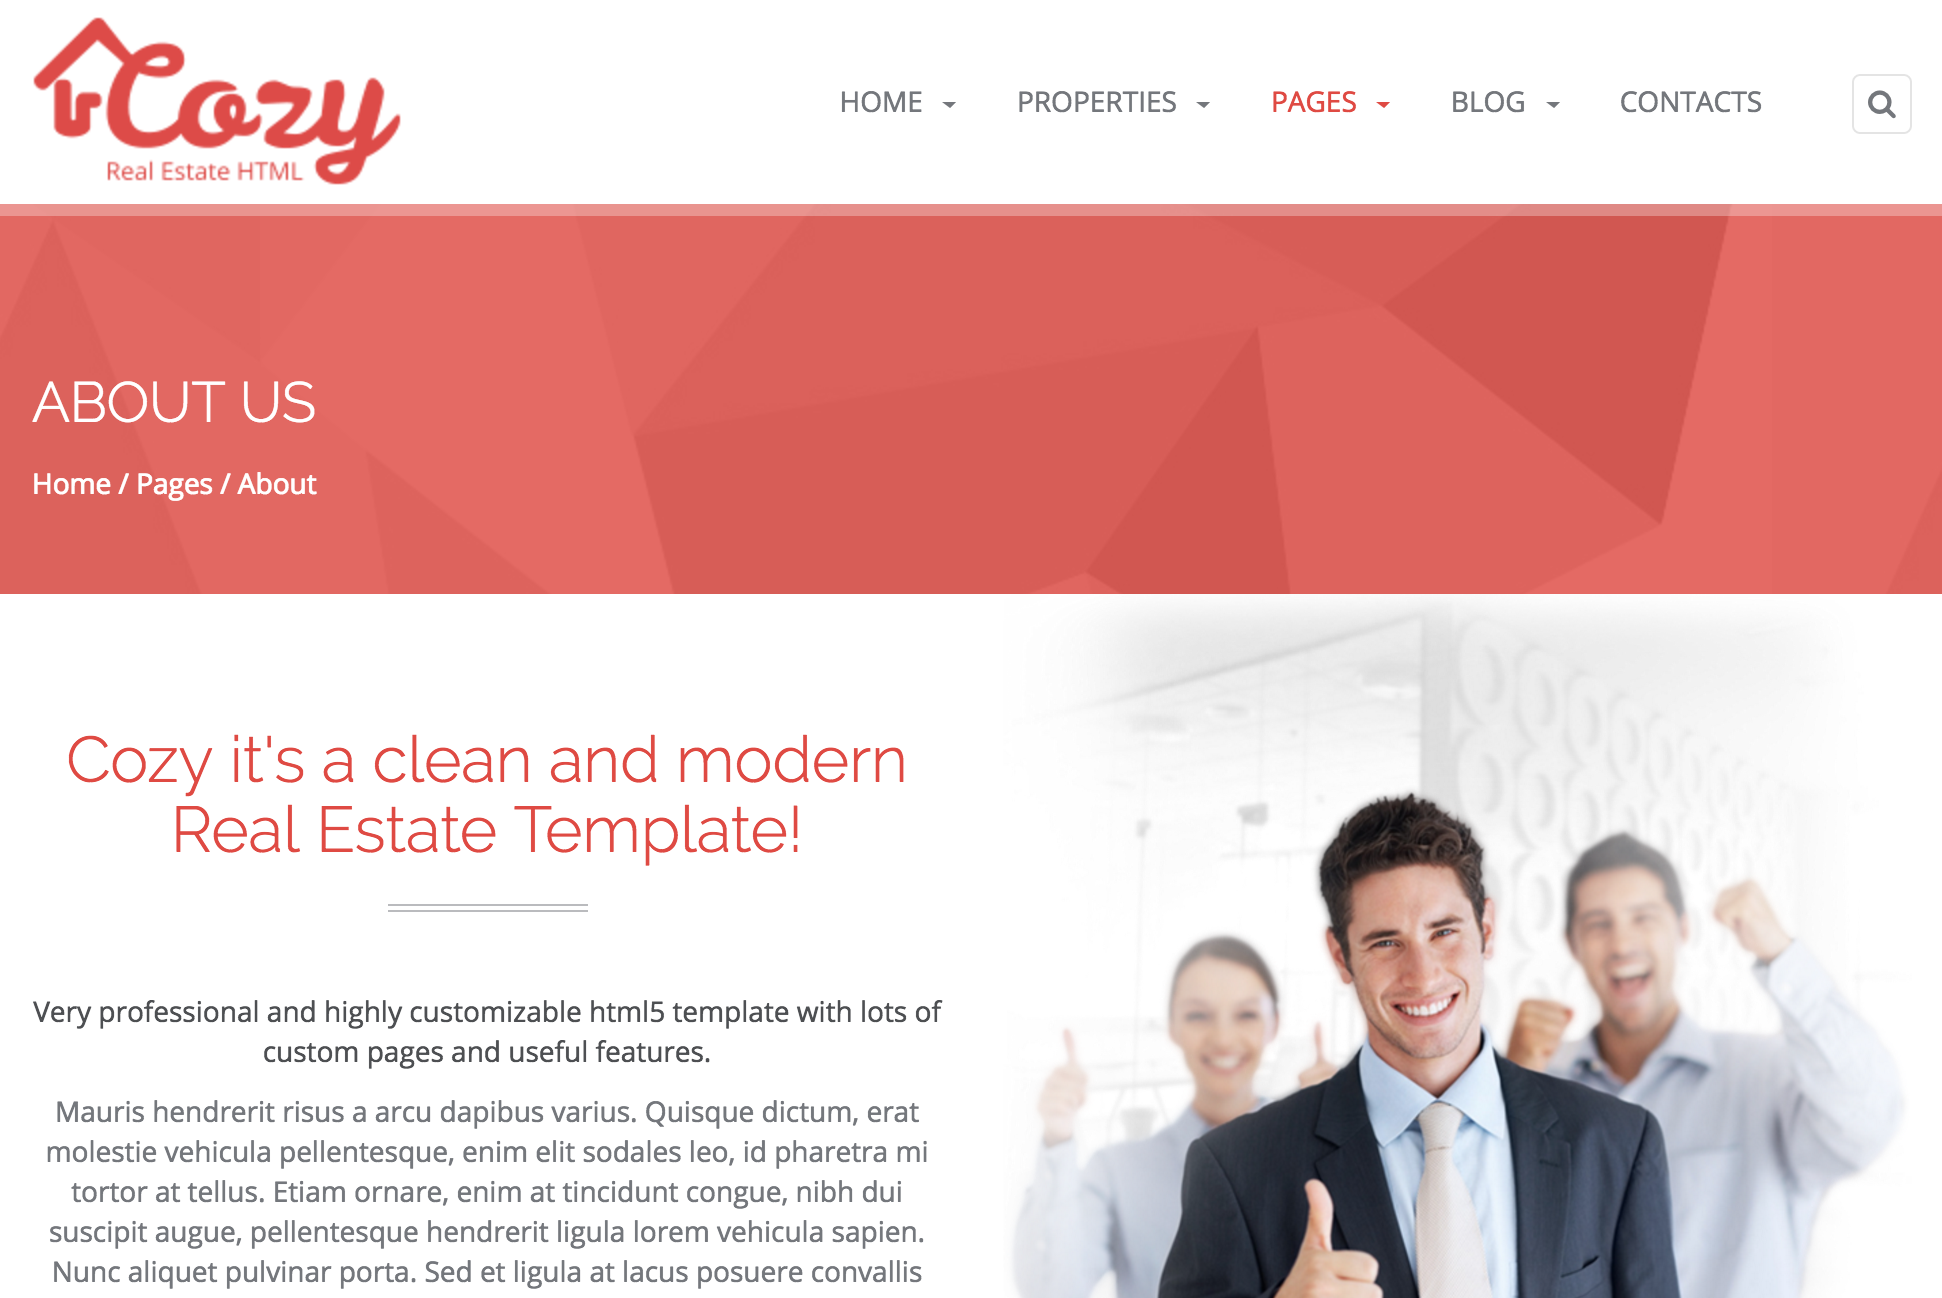 Cozy
Real Estate HTML
HOME
PROPERTIES
PAGES
BLOG
CONTACTS
ABOUT US
Home / Pages / About
Cozy it's a clean and modern
Real Estate Template!
Very professional and highly customizable html5 template with lots of
custom pages and useful features.
Mauris hendrerit risus a arcu dapibus varius. Quisque dictum, erat
molestie vehicula pellentesque, enim elit sodales leo, id pharetra mi
tortor at tellus. Etiam ornare, enim at tincidunt congue, nibh dui
suscipit augue, pellentesque hendrerit ligula lorem vehicula sapien.
Nunc aliquet pulvinar porta. Sed et ligula at lacus posuere convallis